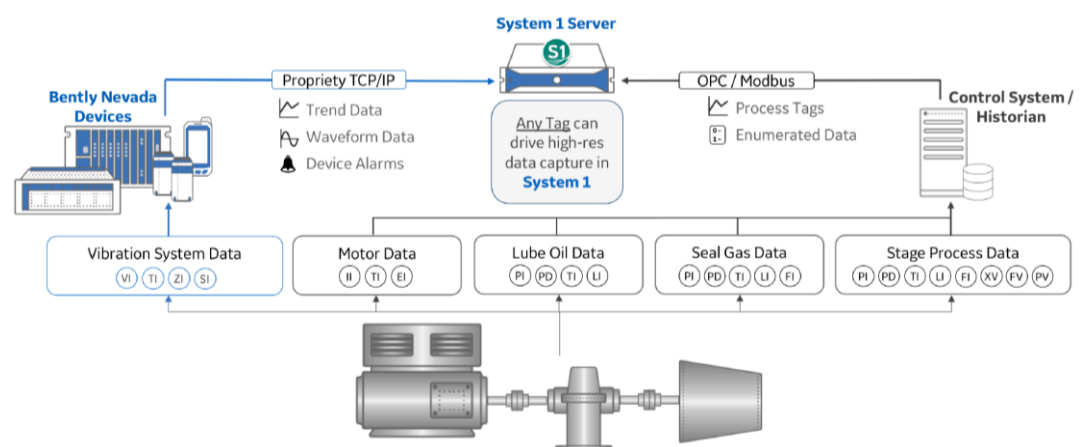 System 1 Server
S1
Propriety TCP/IP
Trend Data
Waveform Data
Device Alarms
OPC / Modbus
Process Tags
Enumerated Data
Bently Nevada
Devices
Control System /
Historian
Any Tag can
drive high-res
data capture in
System 1
Vibration System Data
VI TI ZI SI
Motor Data
II TI EI
Lube Oil Data
PI PD TI LI
Seal Gas Data
PI PD TI LI FI
Stage Process Data
PI PD TI LI FI XV FV PV